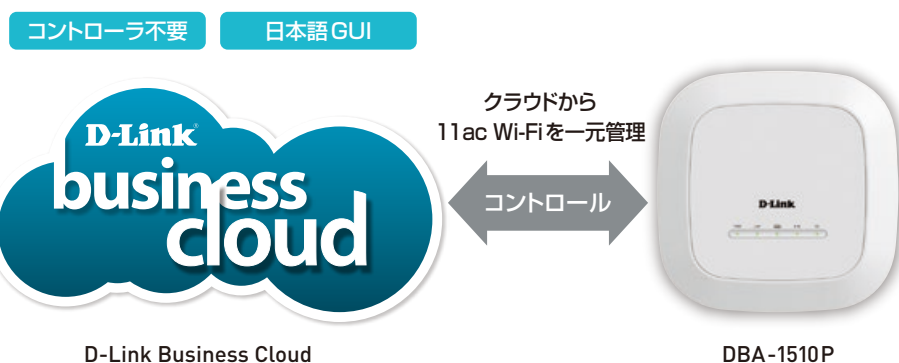 コントローラ不要
日本語GUI
クラウドから
11ac Wi-Fiを一元管理
D-Link
business
cloud
コントロール
D-Link
D-Link Business Cloud
DBA-1510P